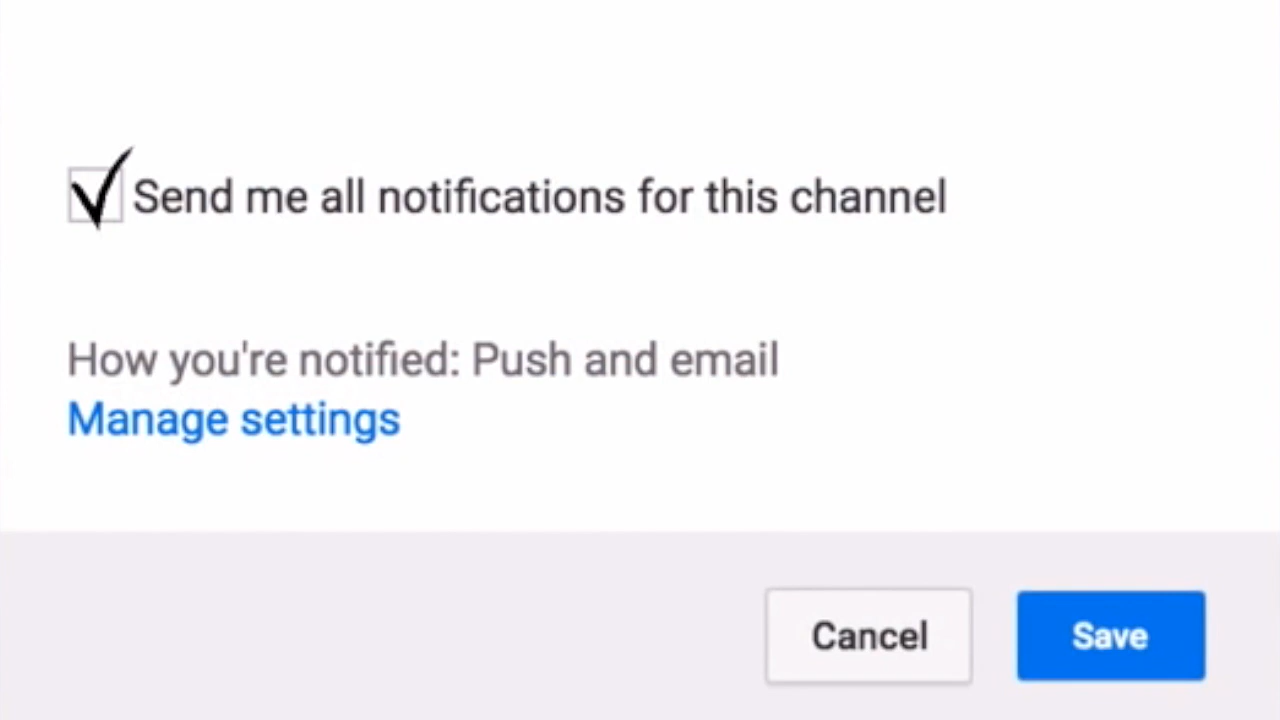 Send me all notifications for this channel
How you're notified: Push and email
Manage settings
Cancel
Save